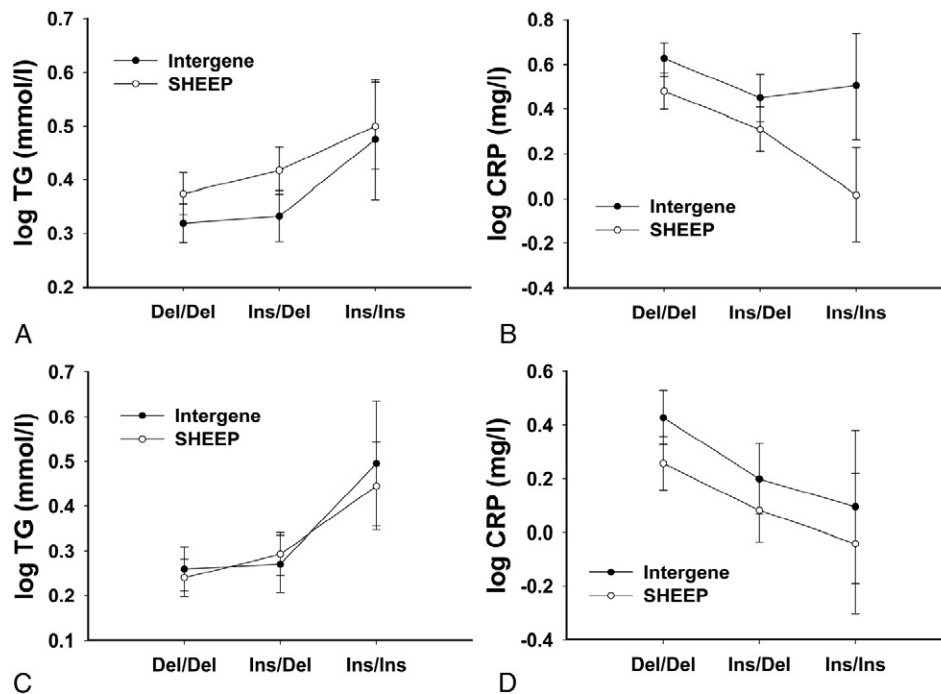 0.7
0.6
0.5
0.4
0.3
0.2
log TG (mmol/l)
Intergene
SHEEP
Del/Del Ins/Del Ins/Ins
A
0.8
0.6
0.4
0.2
0.0
-0.2
-0.4
log CRP (mg/l)
Intergene
SHEEP
Del/Del Ins/Del Ins/Ins
B
0.7
0.6
0.5
0.4
0.3
0.2
0.1
log TG (mmol/l)
Intergene
SHEEP
Del/Del Ins/Del Ins/Ins
C
0.6
0.4
0.2
0.0
-0.2
-0.4
log CRP (mg/l)
Intergene
SHEEP
Del/Del Ins/Del Ins/Ins
D